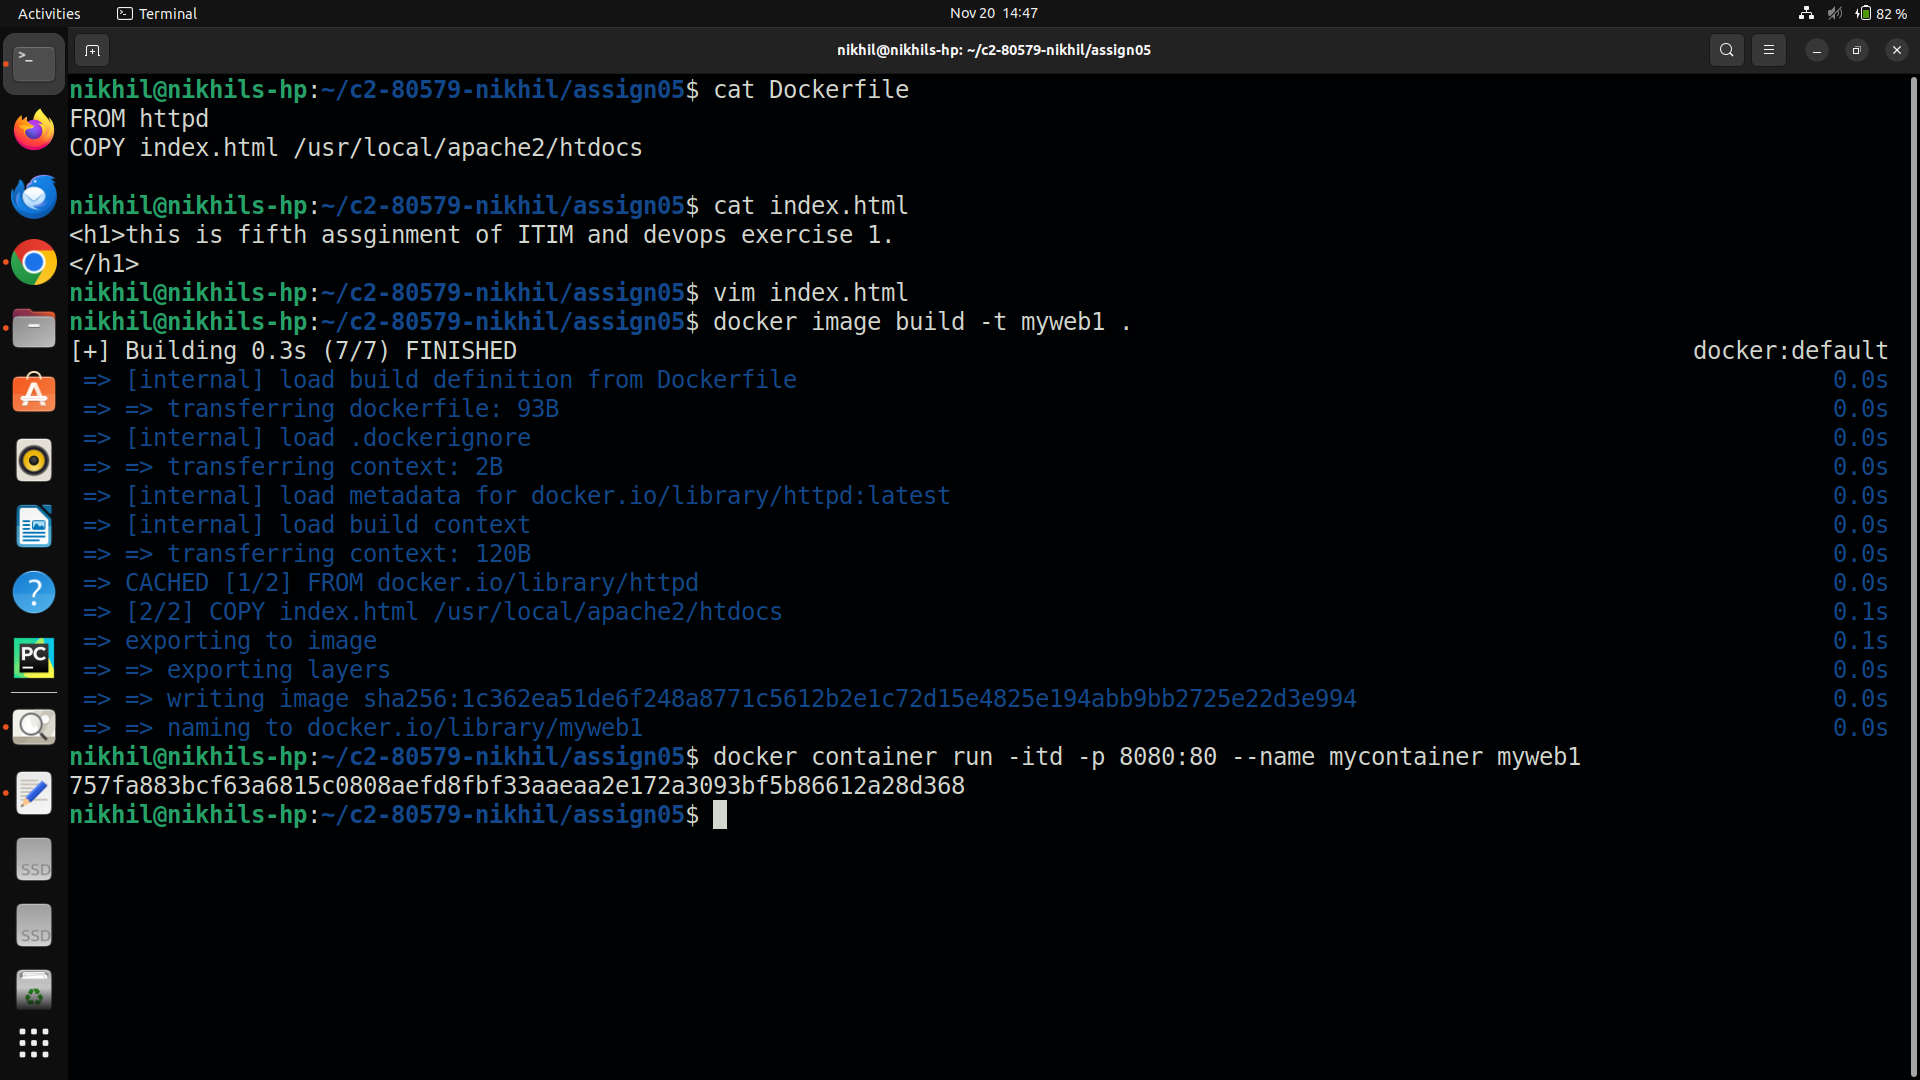 Activities Terminal Nov 20 14:47 82 %
nikhil@nikhils-hp: ~/c2-80579-nikhil/assign05
nikhil@nikhils-hp:~/c2-80579-nikhil/assign05$ cat Dockerfile
FROM httpd
COPY index.html /usr/local/apache2/htdocs
nikhil@nikhils-hp:~/c2-80579-nikhil/assign05$ cat index.html
<h1>this is fifth assginment of ITIM and devops exercise 1.
</h1>
nikhil@nikhils-hp:~/c2-80579-nikhil/assign05$ vim index.html
nikhil@nikhils-hp:~/c2-80579-nikhil/assign05$ docker image build -t myweb1 .
[+] Building 0.3s (7/7) FINISHED docker:default
=> [internal] load build definition from Dockerfile 0.0s
=> => transferring dockerfile: 93B 0.0s
=> [internal] load .dockerignore 0.0s
=> => transferring context: 2B 0.0s
=> [internal] load metadata for docker.io/library/httpd:latest 0.0s
=> [internal] load build context 0.0s
=> => transferring context: 120B 0.0s
=> CACHED [1/2] FROM docker.io/library/httpd 0.0s
=> [2/2] COPY index.html /usr/local/apache2/htdocs 0.1s
=> exporting to image 0.1s
=> => exporting layers 0.0s
=> => writing image sha256:1c362ea51de6f248a8771c5612b2e1c72d15e4825e194abb9bb2725e22d3e994 0.0s
=> => naming to docker.io/library/myweb1 0.0s
nikhil@nikhils-hp:~/c2-80579-nikhil/assign05$ docker container run -itd -p 8080:80 --name mycontainer myweb1
757fa883bcf63a6815c0808aefd8fbf33aaeaa2e172a3093bf5b86612a28d368
nikhil@nikhils-hp:~/c2-80579-nikhil/assign05$
PC
SSD
SSD